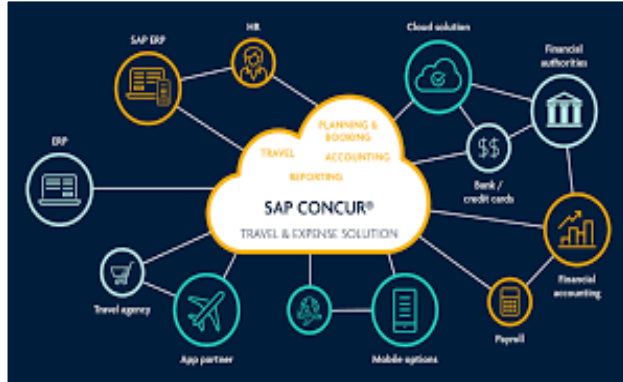 HR
Cloud solution
SAP ERP
Financial
authorities
PLANNING &
BOOKING
TRAVEL
ACCOUNTING
REPORTING
ERP
$$
Bank /
credit cards
SAP CONCUR®
TRAVEL & EXPENSE SOLUTION
Financial
accounting
Travel agency
Payroll
App partner
Mobile options